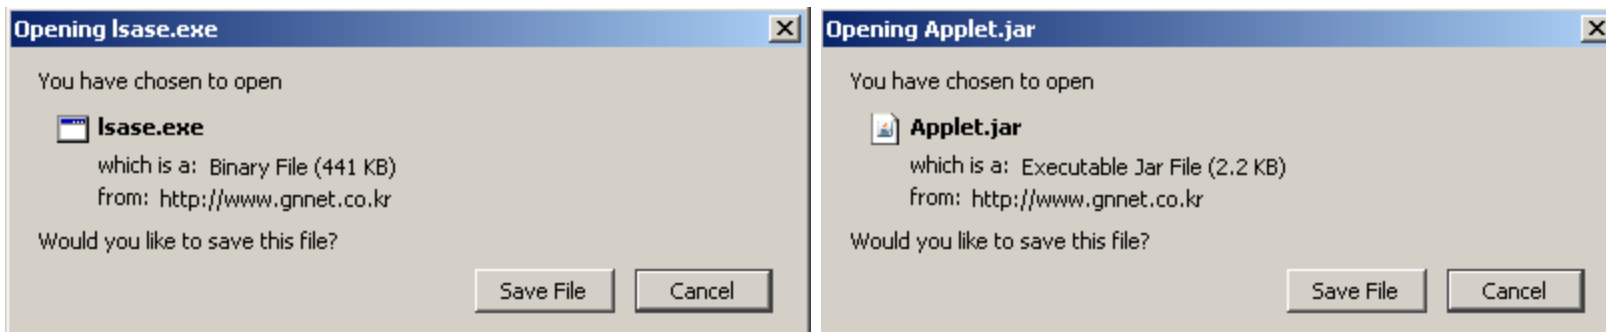 Opening lsase.exe
You have chosen to open
lsase.exe
which is a: Binary File (441 KB)
from: http://www.gnnet.co.kr
Would you like to save this file?
Save File Cancel
Opening Applet.jar
You have chosen to open
Applet.jar
which is a: Executable Jar File (2.2 KB)
from: http://www.gnnet.co.kr
Would you like to save this file?
Save File Cancel